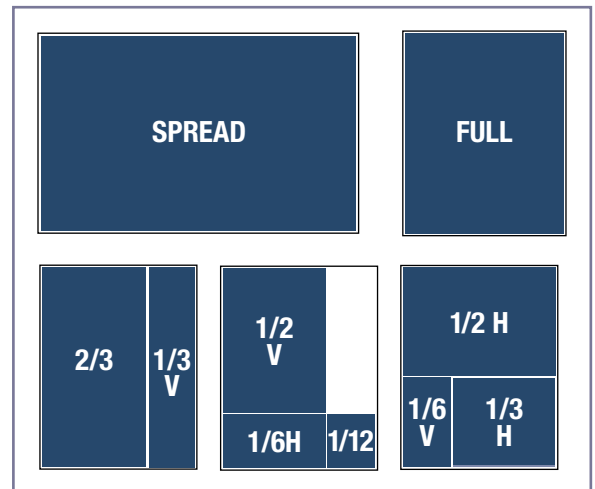 SPREAD
FULL
2/3
1/3
V
1/2
V
1/6H
1/12
1/2 H
1/6
V
1/3
H